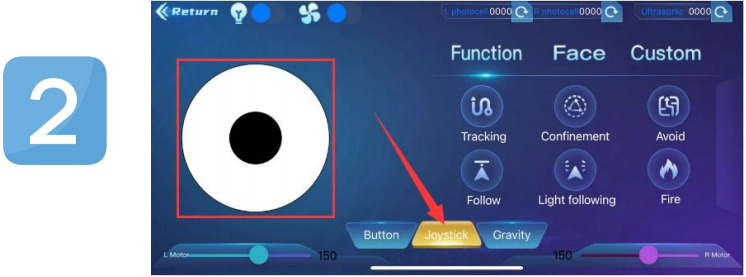 2
Return
L photocell 0000
R photocell 0000
Ultrasonic 0000
Function Face Custom
Tracking Confinement Avoid
Follow Light following Fire
Button Joystick Gravity
L Motor 150 150 R Motor